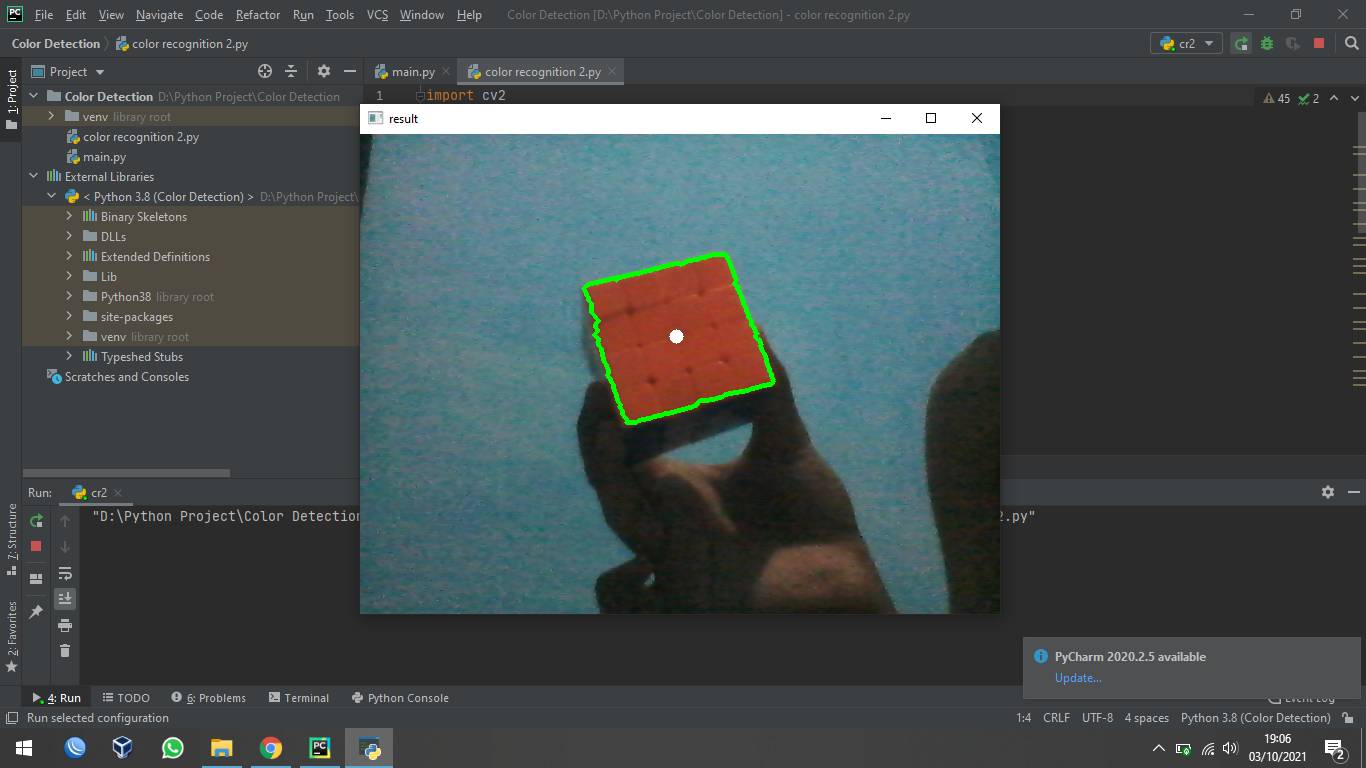 File Edit View Navigate Code Refactor Run Tools VCS Window Help Color Detection [D:\Python Project\Color Detection] - color recognition 2.py
Color Detection color recognition 2.py cr2
1: Project
Project
main.py color recognition 2.py
Color Detection D:\Python Project\Color Detection
venv library root
color recognition 2.py
main.py
External Libraries
< Python 3.8 (Color Detection) > D:\Python Project\
Binary Skeletons
DLLs
Extended Definitions
Lib
Python38 library root
site-packages
venv library root
Typeshed Stubs
Scratches and Consoles
1 import cv2
45 2
result
Run: cr2
"D:\Python Project\Color Detection 2.py"
7: Structure
2: Favorites
PyCharm 2020.2.5 available
Update...
4: Run TODO 6: Problems Terminal Python Console Event Log
Run selected configuration 1:4 CRLF UTF-8 4 spaces Python 3.8 (Color Detection)
19:06
03/10/2021
2